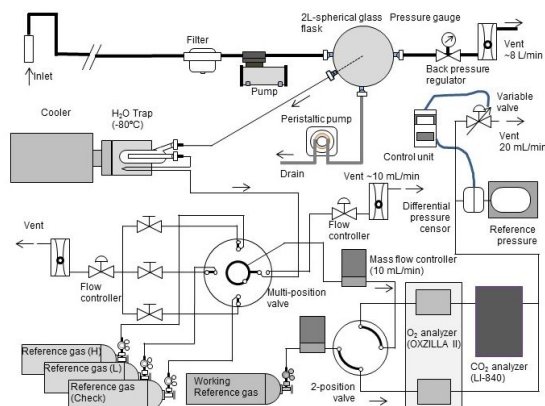 2L-spherical glass
flask
Pressure gauge
Filter
Inlet
Pump
Vent
~8 L/min
Back pressure
regulator
Cooler
H₂O Trap
(-80ºC)
Peristaltic pump
Drain
Control unit
Variable
valve
Vent
20 mL/min
Vent ~10 mL/min
Flow
controller
Differential
pressure
censor
Reference
pressure
Vent
Flow
controller
Mass flow controller
(10 mL/min)
Multi-position
valve
O₂ analyzer
(OXZILLA II)
CO₂ analyzer
(LI-840)
Reference gas (H)
Reference gas (L)
Reference gas
(Check)
Working
Reference gas
2-position
valve